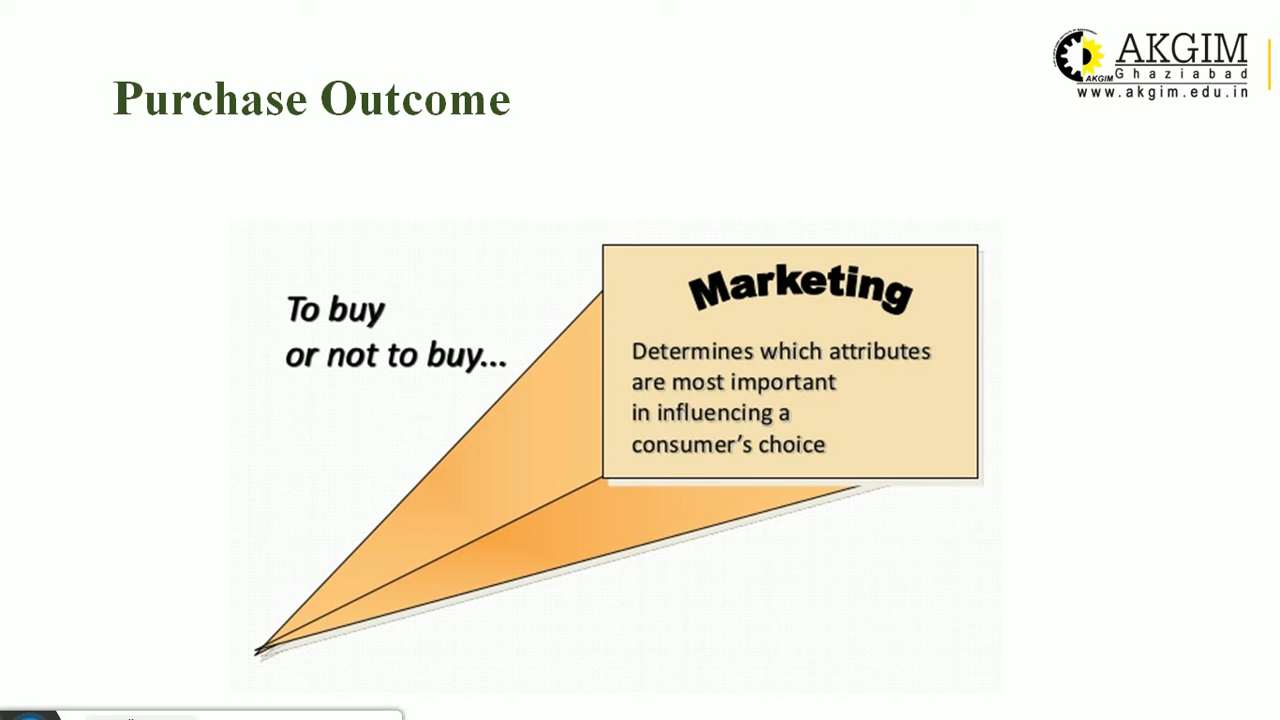 AKGIM
Ghaziabad
AKGIM
www.akgim.edu.in
Purchase Outcome
To buy
or not to buy...
Marketing
Determines which attributes
are most important
in influencing a
consumer's choice